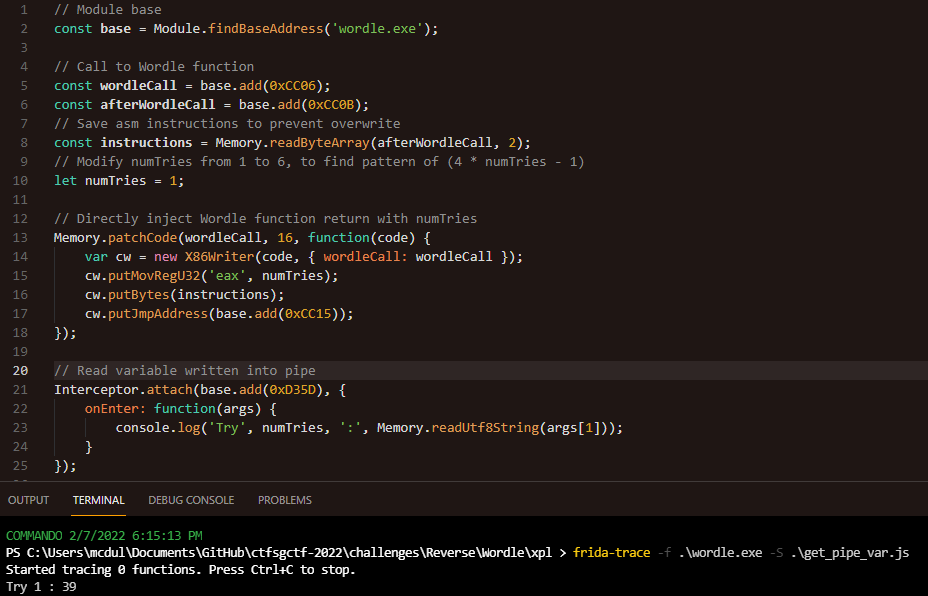 1 // Module base
2 const base = Module.findBaseAddress('wordle.exe');
3
4 // Call to Wordle function
5 const wordleCall = base.add(0xCC06);
6 const afterWordleCall = base.add(0xCC0B);
7 // Save asm instructions to prevent overwrite
8 const instructions = Memory.readByteArray(afterWordleCall, 2);
9 // Modify numTries from 1 to 6, to find pattern of (4 * numTries - 1)
10 let numTries = 1;
11
12 // Directly inject Wordle function return with numTries
13 Memory.patchCode(wordleCall, 16, function(code) {
14     var cw = new X86Writer(code, { wordleCall: wordleCall });
15     cw.putMovRegU32('eax', numTries);
16     cw.putBytes(instructions);
17     cw.putJmpAddress(base.add(0xCC15));
18 });
19
20 // Read variable written into pipe
21 Interceptor.attach(base.add(0xD35D), {
22     onEnter: function(args) {
23         console.log('Try', numTries, ':', Memory.readUtf8String(args[1]));
24     }
25 });
OUTPUT TERMINAL DEBUG CONSOLE PROBLEMS
COMMANDO 2/7/2022 6:15:13 PM
PS C:\Users\mcdul\Documents\GitHub\ctfsgctf-2022\challenges\Reverse\Wordle\xpl > frida-trace -f .\wordle.exe -S .\get_pipe_var.js
Started tracing 0 functions. Press Ctrl+C to stop.
Try 1 : 39